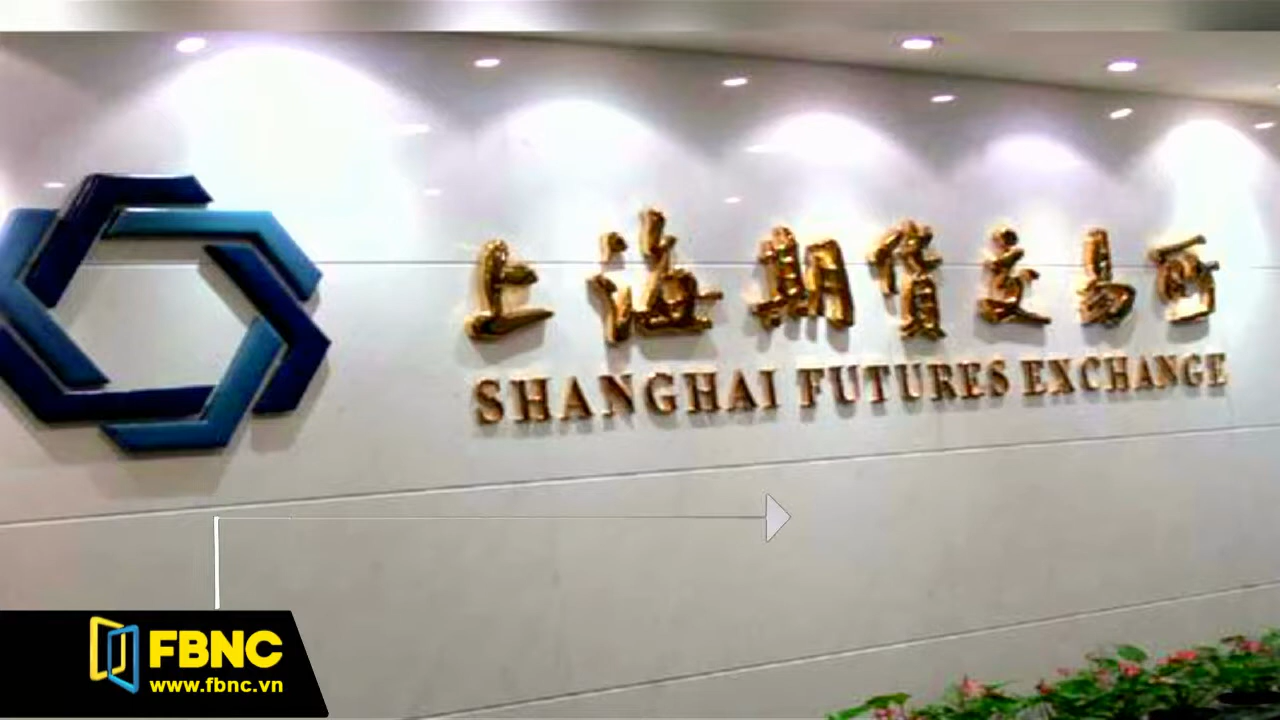 上海期货交易所
SHANGHAI FUTURES EXCHANGE
FBNC
www.fbnc.vn